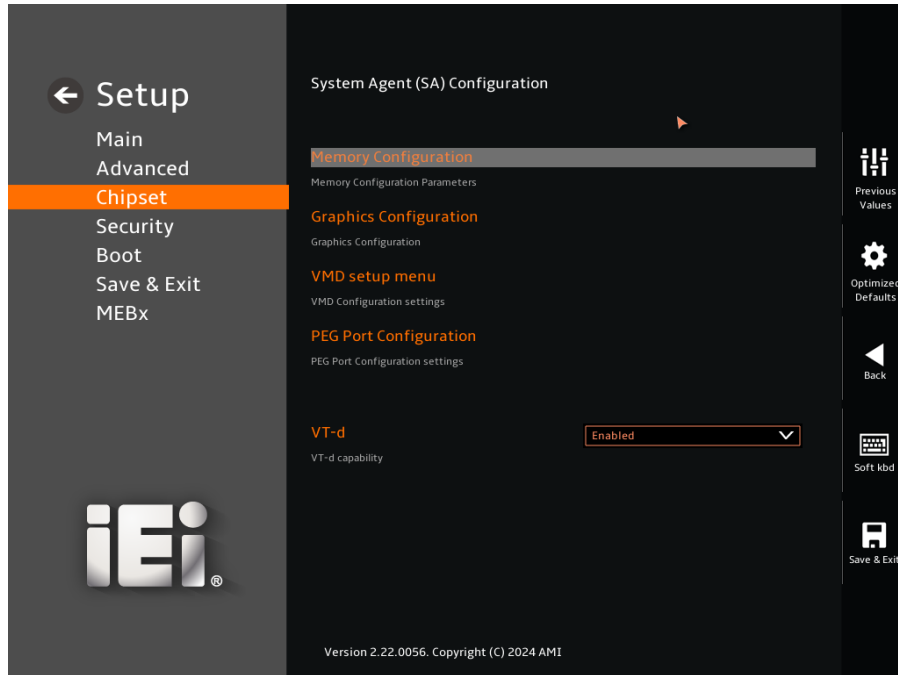 Setup
Main
Advanced
Chipset
Security
Boot
Save & Exit
MEBx
iEi®
System Agent (SA) Configuration
Memory Configuration
Memory Configuration Parameters
Graphics Configuration
Graphics Configuration
VMD setup menu
VMD Configuration settings
PEG Port Configuration
PEG Port Configuration settings
VT-d
Enabled
VT-d capability
Version 2.22.0056. Copyright (C) 2024 AMI
Previous
Values
Optimized
Defaults
Back
Soft kbd
Save & Exit